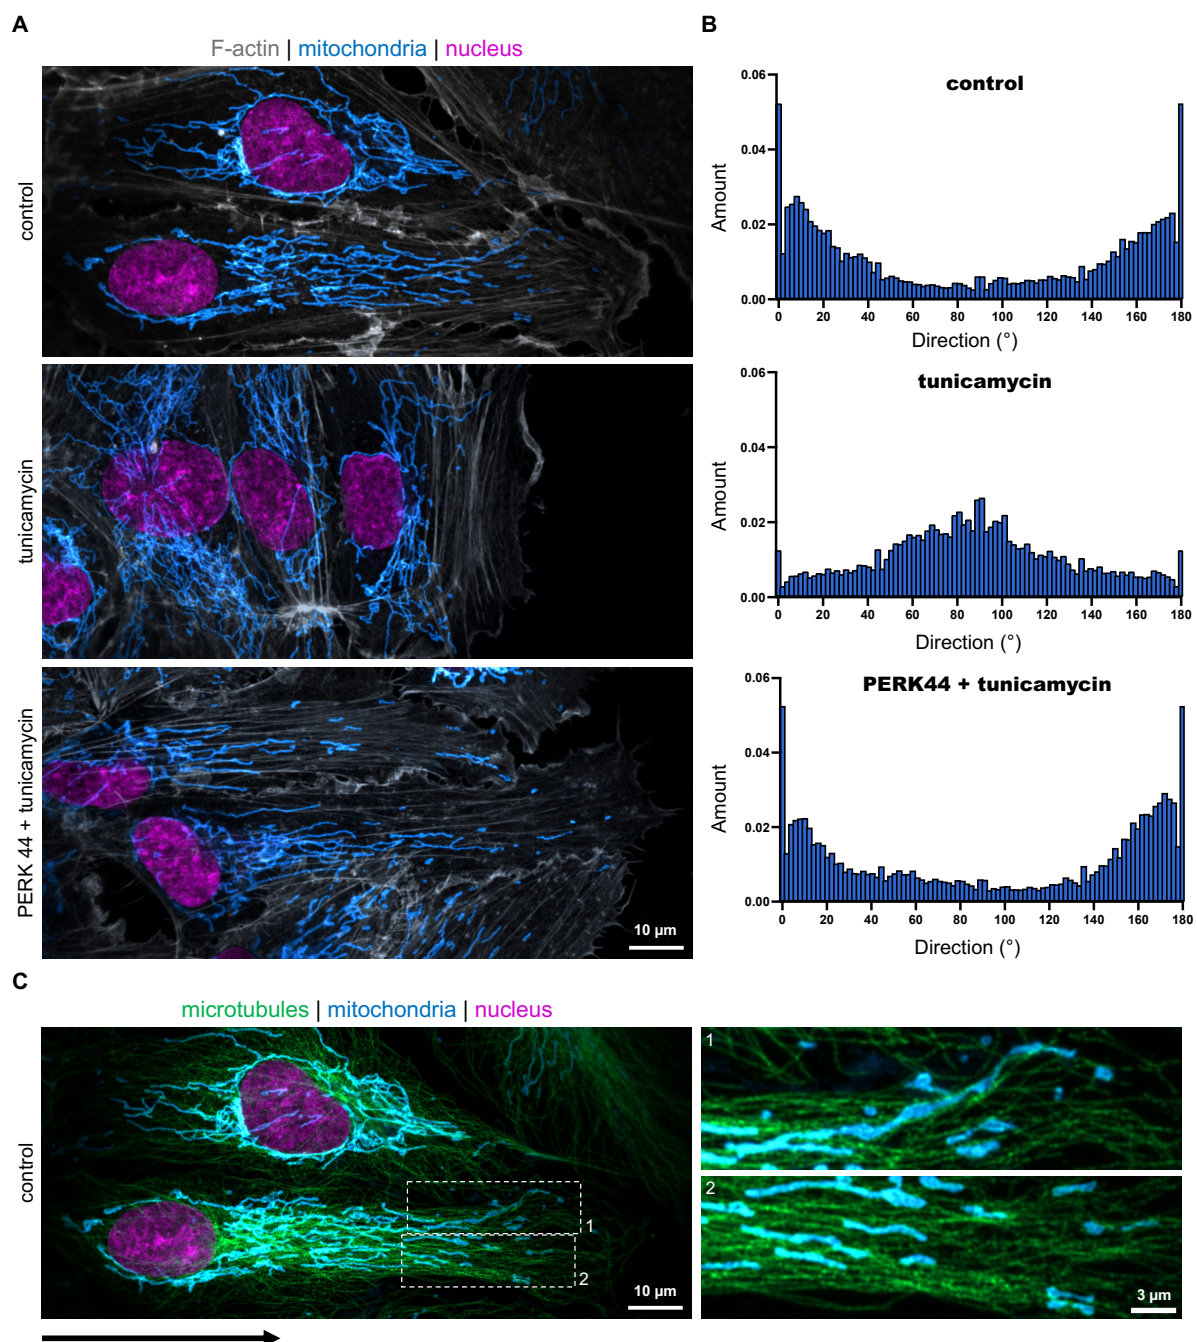 A
F-actin | mitochondria | nucleus
control
tunicamycin
PERK 44 + tunicamycin
10 µm
B
control
Amount
0.06
0.04
0.02
0.00
0 20 40 60 80 100 120 140 160 180
Direction (°)
tunicamycin
Amount
0.06
0.04
0.02
0.00
0 20 40 60 80 100 120 140 160 180
Direction (°)
PERK44 + tunicamycin
Amount
0.06
0.04
0.02
0.00
0 20 40 60 80 100 120 140 160 180
Direction (°)
C
microtubules | mitochondria | nucleus
control
1
2
10 µm
1
2
3 µm